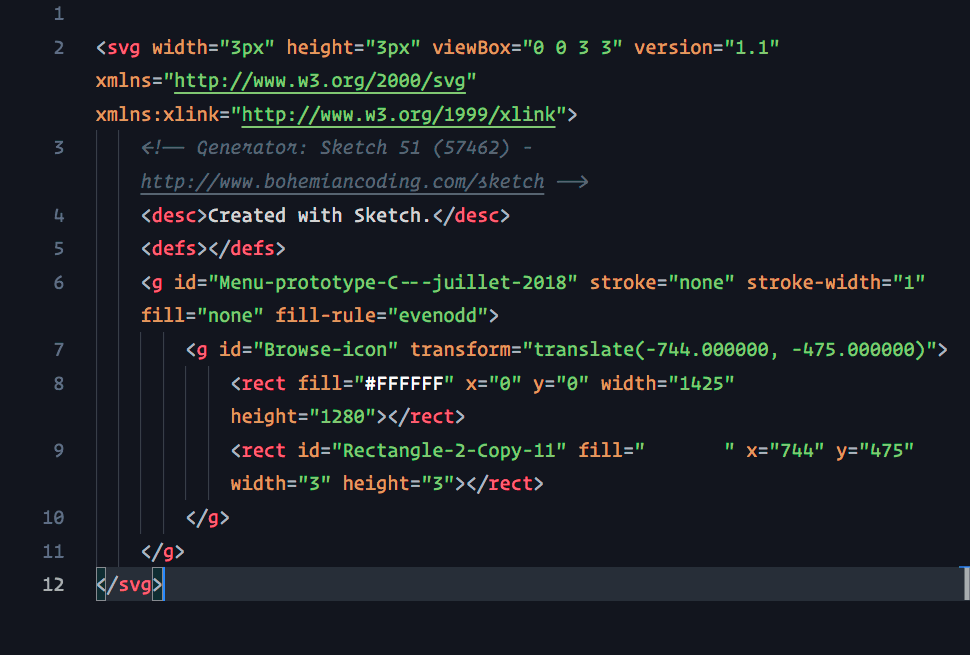 1
2 <svg width="3px" height="3px" viewBox="0 0 3 3" version="1.1"
xmlns="http://www.w3.org/2000/svg"
xmlns:xlink="http://www.w3.org/1999/xlink">
3 <!-- Generator: Sketch 51 (57462) -
http://www.bohemiancoding.com/sketch -->
4 <desc>Created with Sketch.</desc>
5 <defs></defs>
6 <g id="Menu-prototype-C---juillet-2018" stroke="none" stroke-width="1"
fill="none" fill-rule="evenodd">
7 <g id="Browse-icon" transform="translate(-744.000000, -475.000000)">
8 <rect fill="#FFFFFF" x="0" y="0" width="1425"
height="1280"></rect>
9 <rect id="Rectangle-2-Copy-11" fill="       " x="744" y="475"
width="3" height="3"></rect>
10 </g>
11 </g>
12 </svg>